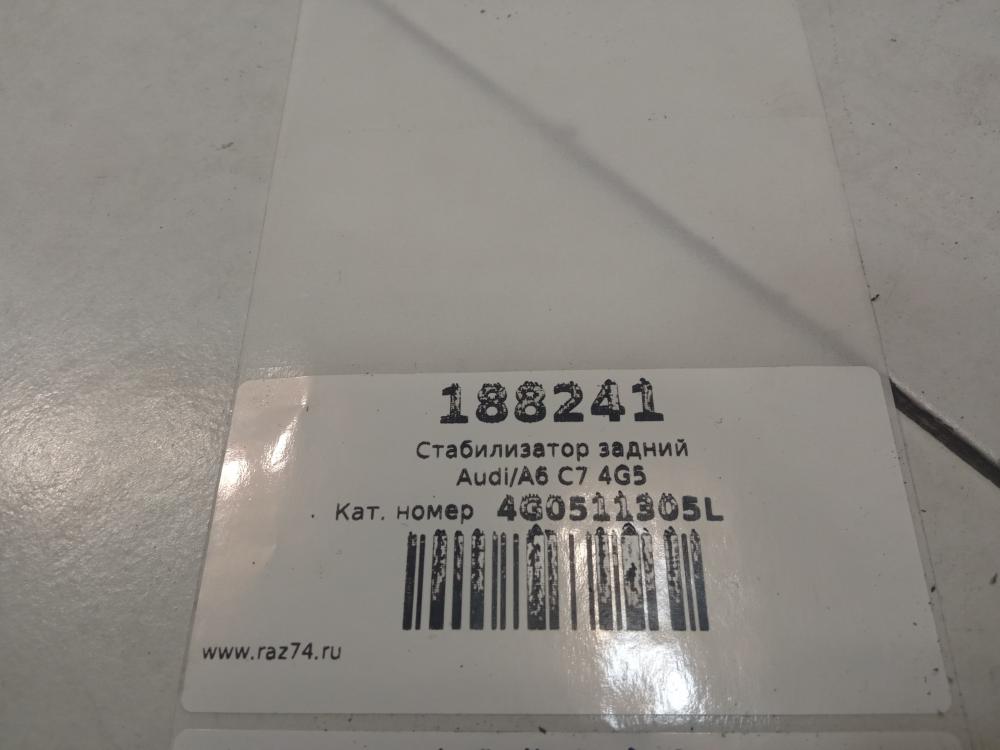 188241
Стабилизатор задний
Audi/A6 C7 4G5
Кат. номер 4G0511305L
www.raz74.ru